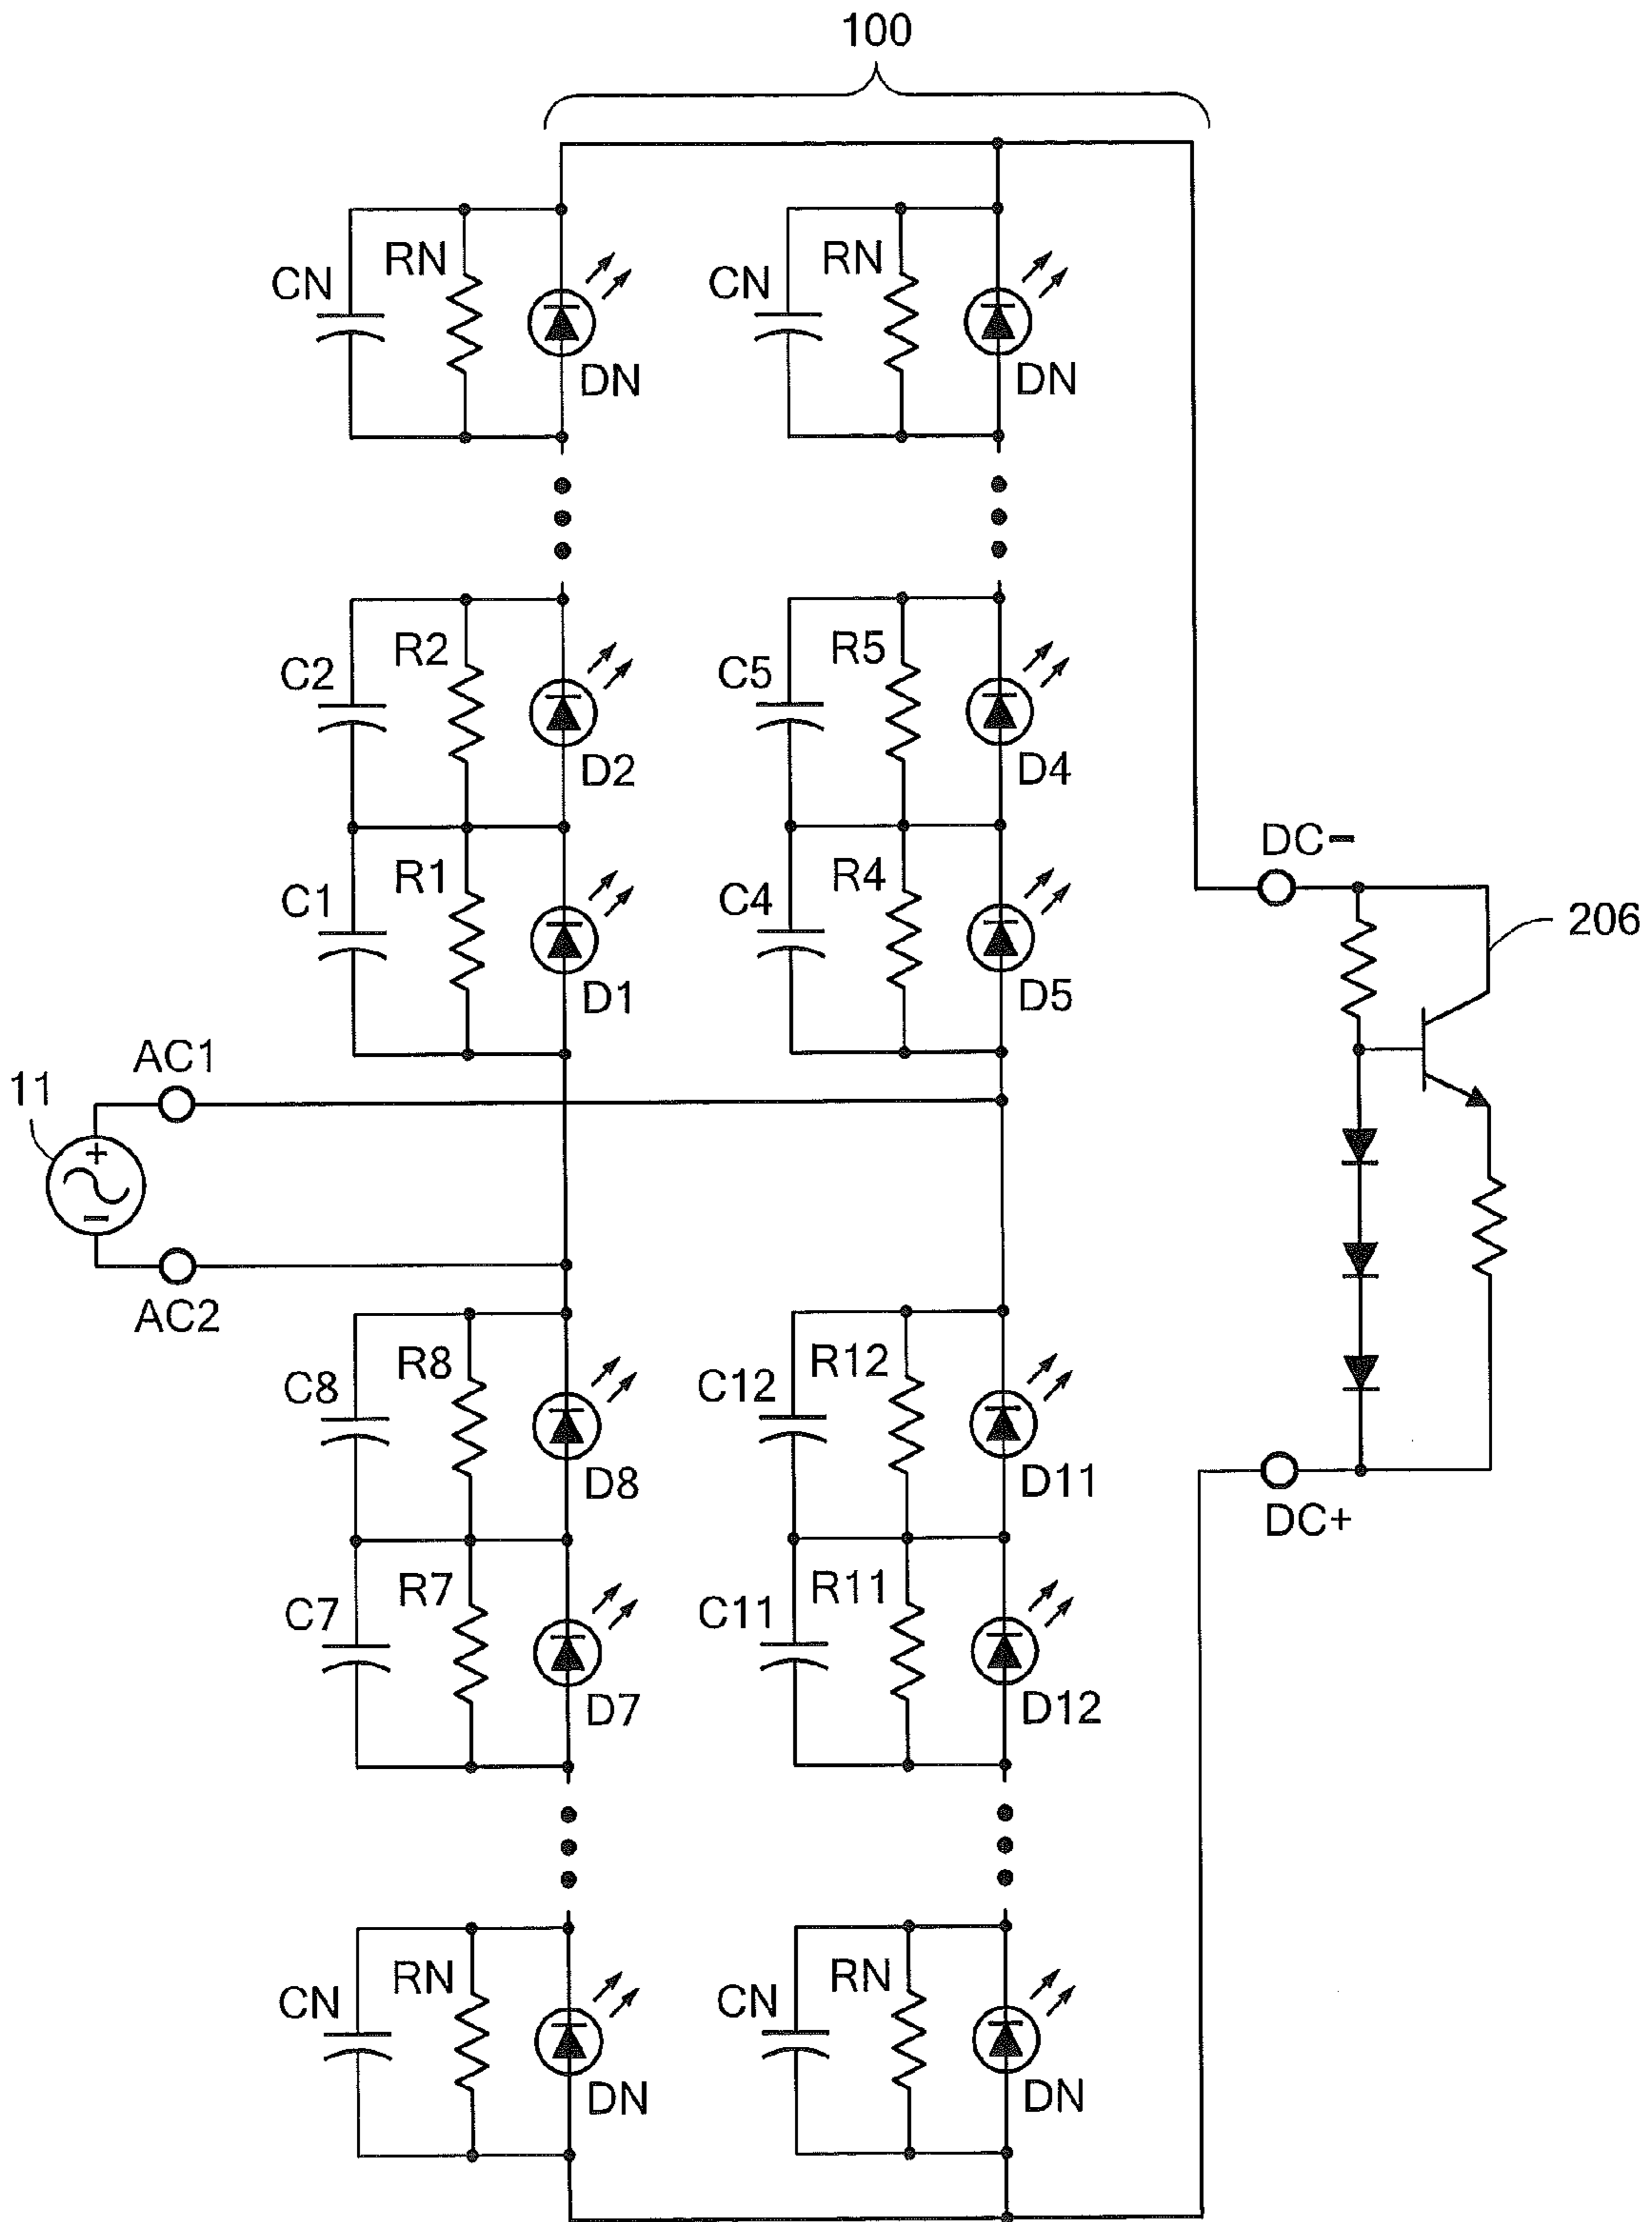 100
RN
CN
DN
RN
CN
DN
R2
C2
D2
R5
C5
D4
R1
C1
D1
R4
C4
D5
DC-
206
11
AC1
+
-
AC2
R8
C8
D8
R12
C12
D11
DC+
R7
C7
D7
R11
C11
D12
RN
CN
DN
RN
CN
DN